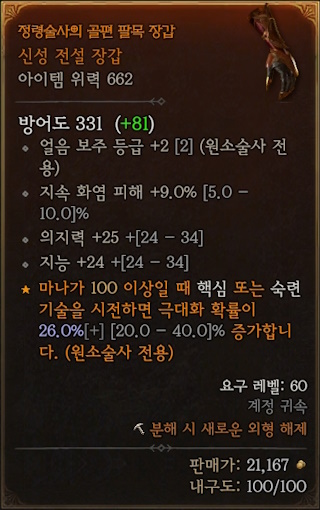 정령술사의 골편 팔목 장갑
신성 전설 장갑
아이템 위력 662
방어도 331 (+81)
얼음 보주 등급 +2 [2] (원소술사 전
용)
지속 화염 피해 +9.0% [5.0 -
10.0]%
의지력 +25 +[24 - 34]
지능 +24 +[24 - 34]
마나가 100 이상일 때 핵심 또는 숙련
기술을 시전하면 극대화 확률이
26.0%[+] [20.0 - 40.0]% 증가합니
다. (원소술사 전용)
요구 레벨: 60
계정 귀속
분해 시 새로운 외형 해제
판매가: 21,167
내구도: 100/100